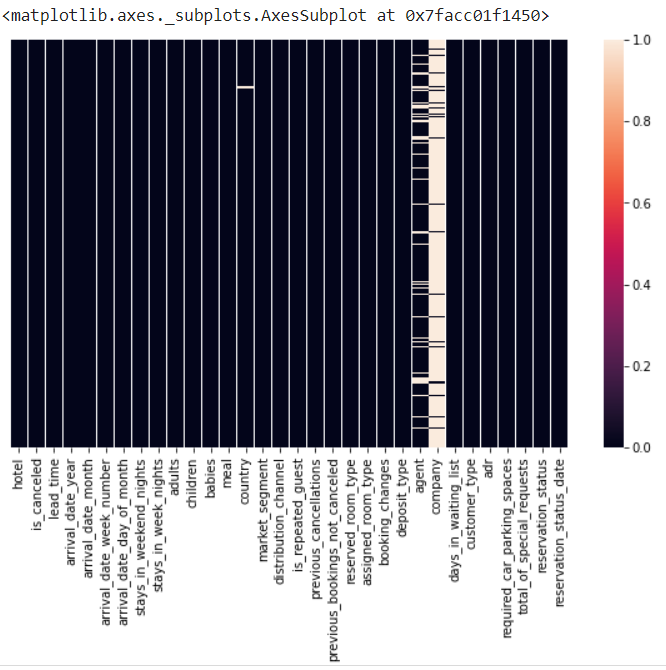 <matplotlib.axes._subplots.AxesSubplot at 0x7facc01f1450>
1.0
0.8
0.6
0.4
0.2
0.0
hotel
is_canceled
lead_time
arrival_date_year
arrival_date_month
arrival_date_week_number
arrival_date_day_of_month
stays_in_weekend_nights
stays_in_week_nights
adults
children
babies
meal
country
market_segment
distribution_channel
is_repeated_guest
previous_cancellations
previous_bookings_not_canceled
reserved_room_type
assigned_room_type
booking_changes
deposit_type
agent
company
days_in_waiting_list
customer_type
adr
required_car_parking_spaces
total_of_special_requests
reservation_status
reservation_status_date